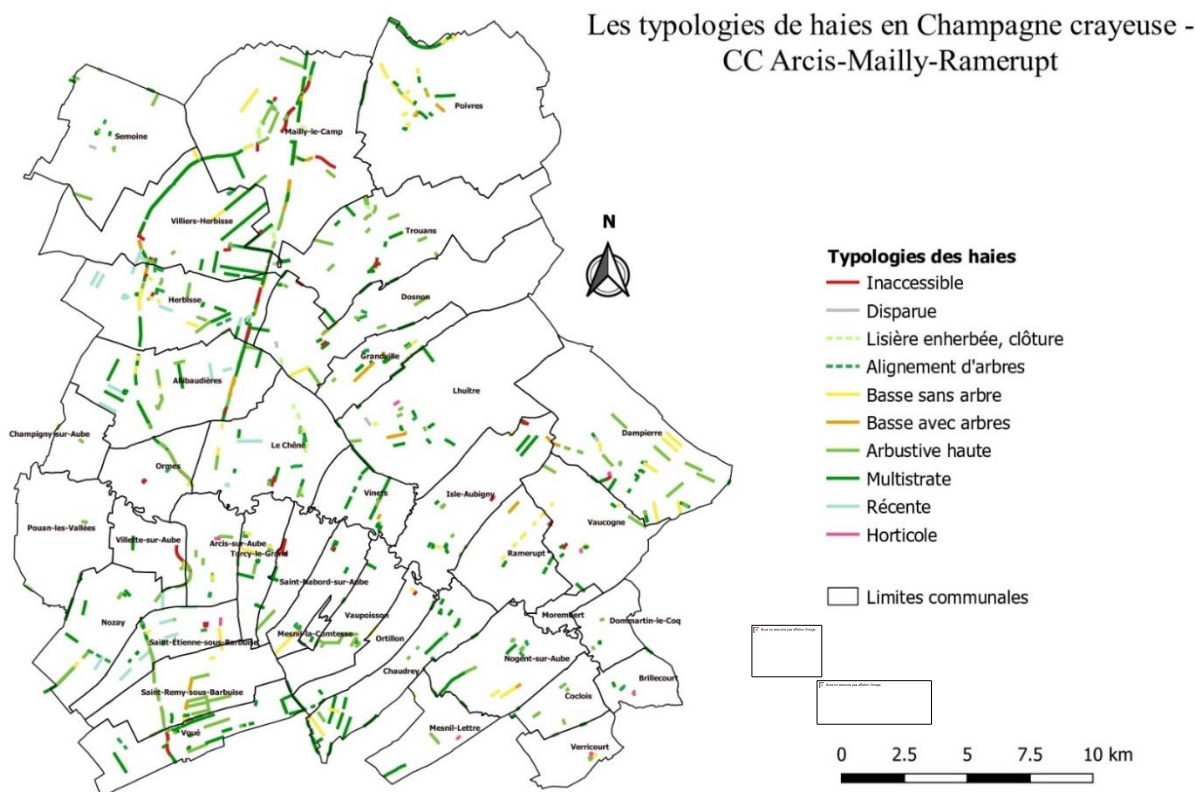 Les typologies de haies en Champagne crayeuse -
CC Arcis-Mailly-Ramerupt
Poivres
Semoine
Mailly-le-Camp
Villiers-Herbisse
Trouans
N
Herbisse
Dosnon
Grandville
Allibaudières
Lhuître
Champigny-sur-Aube
Le Chêne
Dampierre
Ormes
Vinets
Isle-Aubigny
Pouan-les-Vallées
Villette-sur-Aube
Arcis-sur-Aube
Torcy-le-Grand
Vaucogne
Ramerupt
Saint-Nabord-sur-Aube
Nozay
Vaupoisson
Morembert
Dommartin-le-Coq
Saint-Étienne-sous-Barbuise
Mesnil-la-Comtesse
Ortillon
Chaudrey
Nogent-sur-Aube
Brillecourt
Saint-Remy-sous-Barbuise
Coclois
Voué
Mesnil-Lettre
Verricourt
Typologies des haies
Inaccessible
Disparue
Lisière enherbée, clôture
Alignement d'arbres
Basse sans arbre
Basse avec arbres
Arbustive haute
Multistrate
Récente
Horticole
Limites communales
0 2.5 5 7.5 10 km